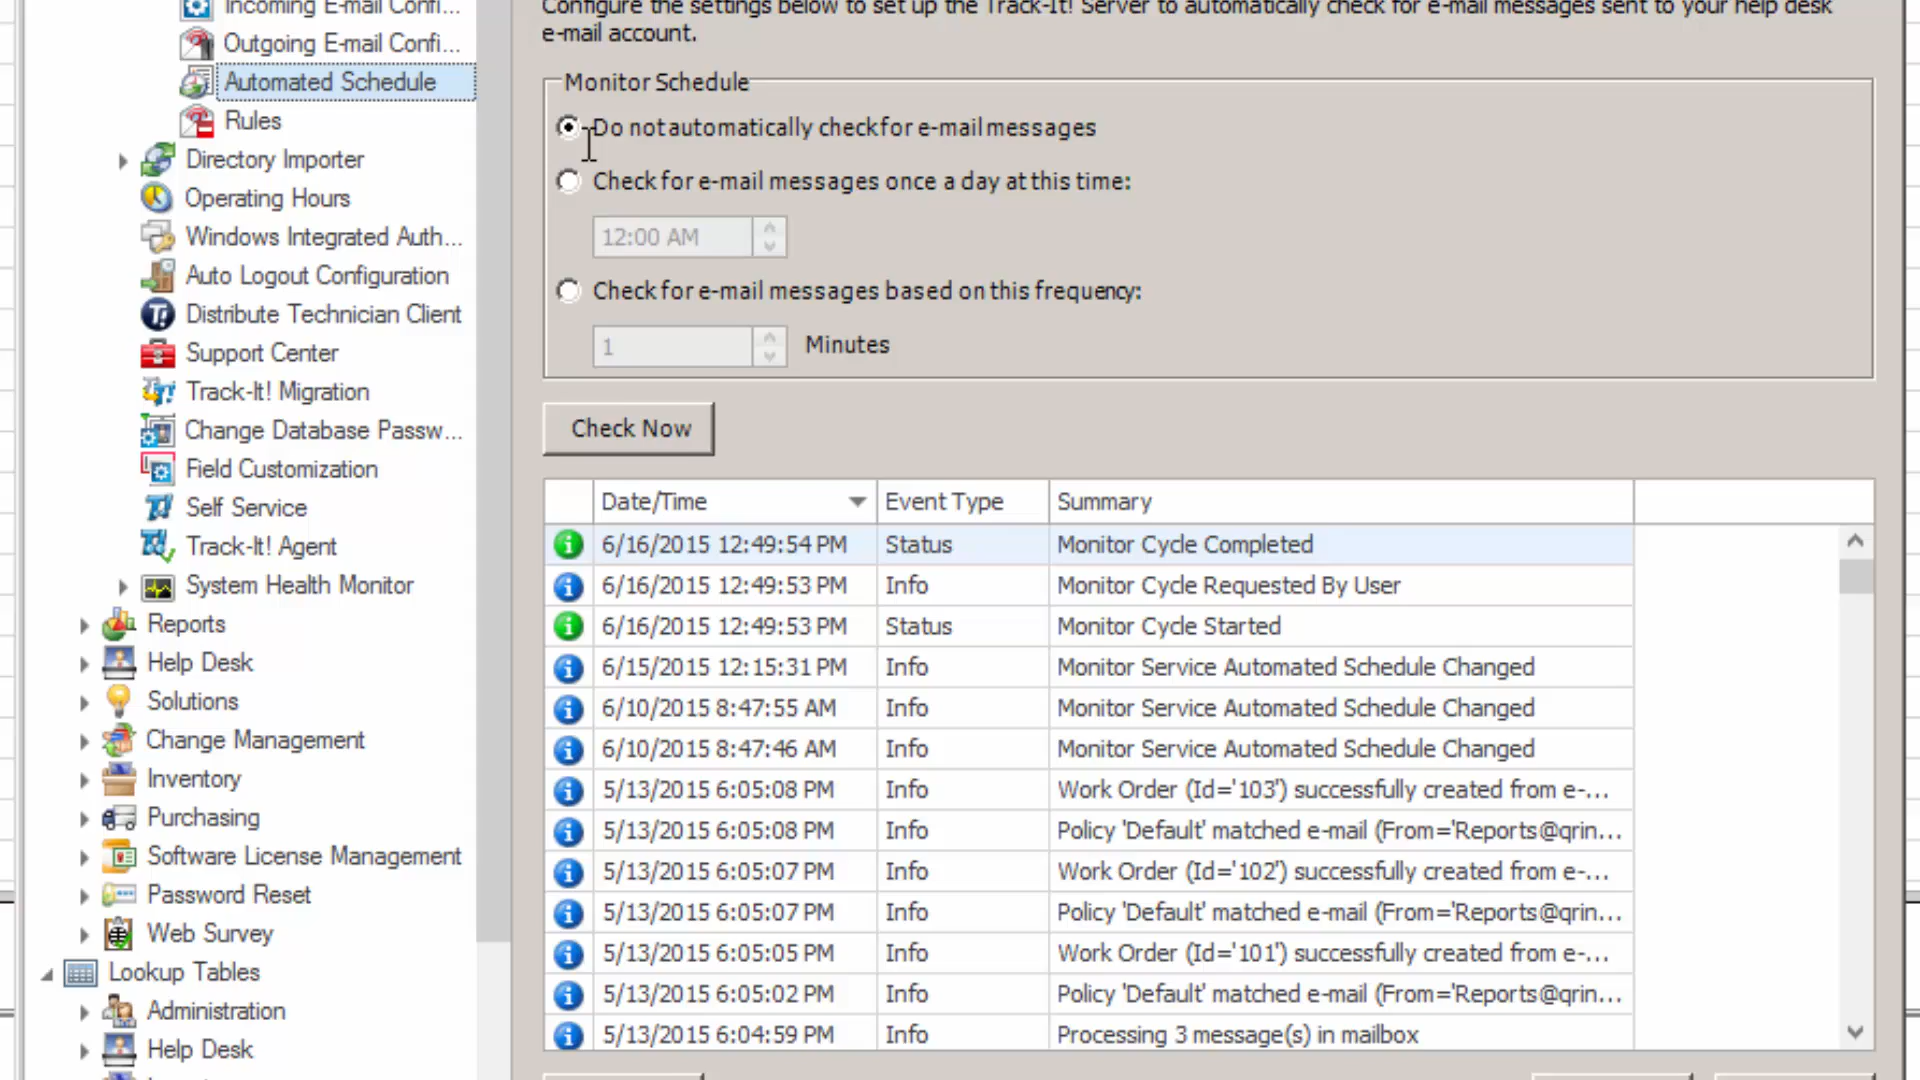 Incoming E-mail Confi...
Outgoing E-mail Confi...
Automated Schedule
Rules
Directory Importer
Operating Hours
Windows Integrated Auth...
Auto Logout Configuration
Distribute Technician Client
Support Center
Track-It! Migration
Change Database Passw...
Field Customization
Self Service
Track-It! Agent
System Health Monitor
Reports
Help Desk
Solutions
Change Management
Inventory
Purchasing
Software License Management
Password Reset
Web Survey
Lookup Tables
Administration
Help Desk
Configure the settings below to set up the Track-It! Server to automatically check for e-mail messages sent to your help desk
e-mail account.
Monitor Schedule
Do not automatically check for e-mail messages
Check for e-mail messages once a day at this time:
12:00 AM
Check for e-mail messages based on this frequency:
1 Minutes
Check Now
Date/Time Event Type Summary
6/16/2015 12:49:54 PM Status Monitor Cycle Completed
6/16/2015 12:49:53 PM Info Monitor Cycle Requested By User
6/16/2015 12:49:53 PM Status Monitor Cycle Started
6/15/2015 12:15:31 PM Info Monitor Service Automated Schedule Changed
6/10/2015 8:47:55 AM Info Monitor Service Automated Schedule Changed
6/10/2015 8:47:46 AM Info Monitor Service Automated Schedule Changed
5/13/2015 6:05:08 PM Info Work Order (Id='103') successfully created from e-...
5/13/2015 6:05:08 PM Info Policy 'Default' matched e-mail (From='Reports@qrin...
5/13/2015 6:05:07 PM Info Work Order (Id='102') successfully created from e-...
5/13/2015 6:05:07 PM Info Policy 'Default' matched e-mail (From='Reports@qrin...
5/13/2015 6:05:05 PM Info Work Order (Id='101') successfully created from e-...
5/13/2015 6:05:02 PM Info Policy 'Default' matched e-mail (From='Reports@qrin...
5/13/2015 6:04:59 PM Info Processing 3 message(s) in mailbox